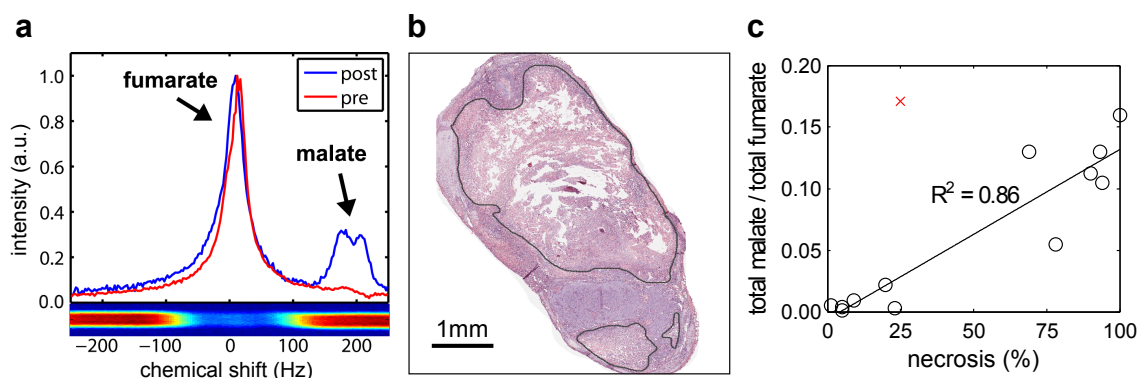 a
fumarate
malate
post
pre
1.0
0.8
0.6
0.4
0.2
0.0
intensity (a.u.)
−200
−100
0
100
200
chemical shift (Hz)
b
1mm
c
0.20
0.15
0.10
0.05
0.00
total malate / total fumarate
R² = 0.86
0
25
50
75
100
necrosis (%)